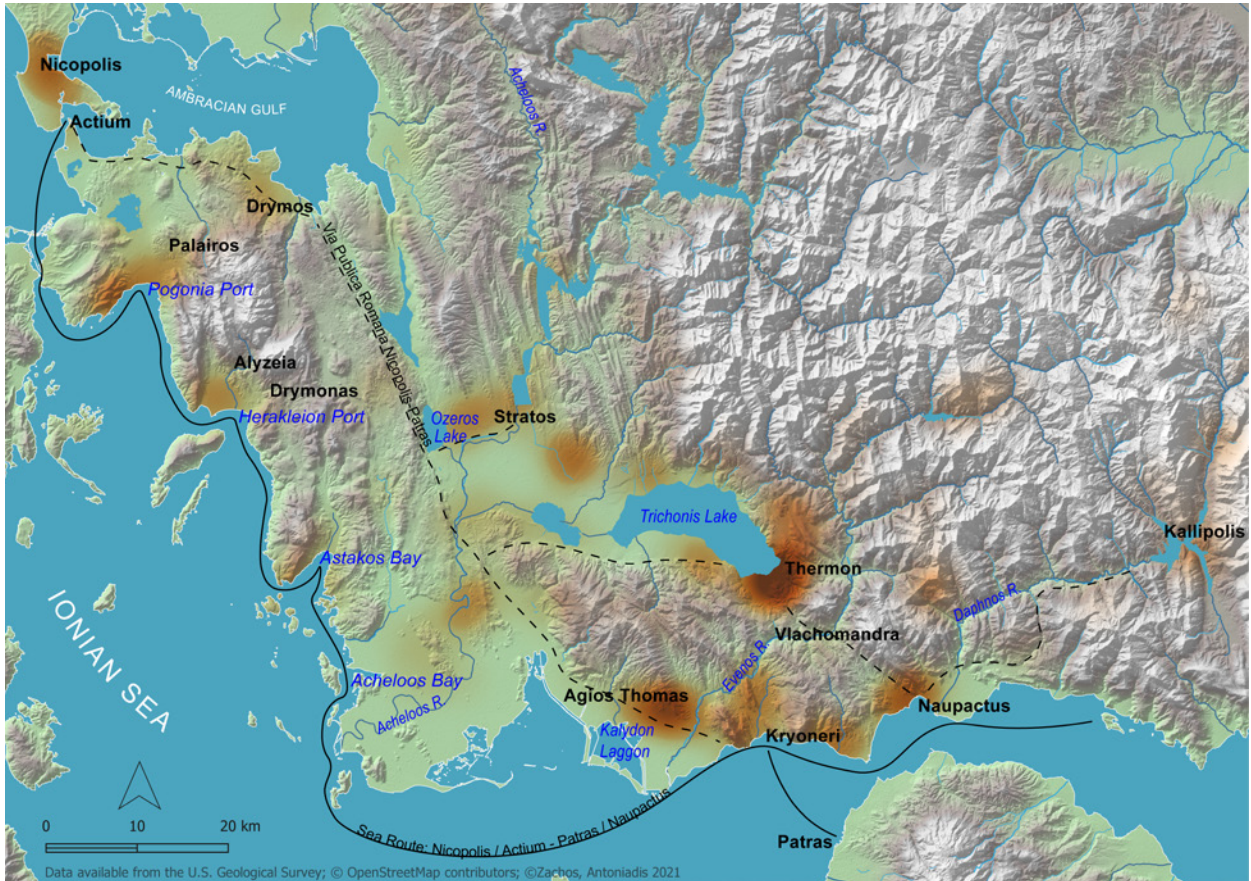 Nicopolis
AMBRACIAN GULF
Acheloos R.
Actium
Drymos
Via Publica Romana Nicopolis-Patras
Palairos
Pogonia Port
Alyzeia
Drymonas
Herakleion Port
Ozeros
Lake
Stratos
Trichonis Lake
Kallipolis
Astakos Bay
Thermon
Daphnos R.
IONIAN SEA
Vlachomandra
Evenos R.
Acheloos Bay
Acheloos R.
Agios Thomas
Naupactus
Kalydon
Laggon
Kryoneri
Sea Route: Nicopolis / Actium - Patras / Naupactus
Patras
0 10 20 km
Data available from the U.S. Geological Survey; © OpenStreetMap contributors; ©Zachos, Antoniadis 2021